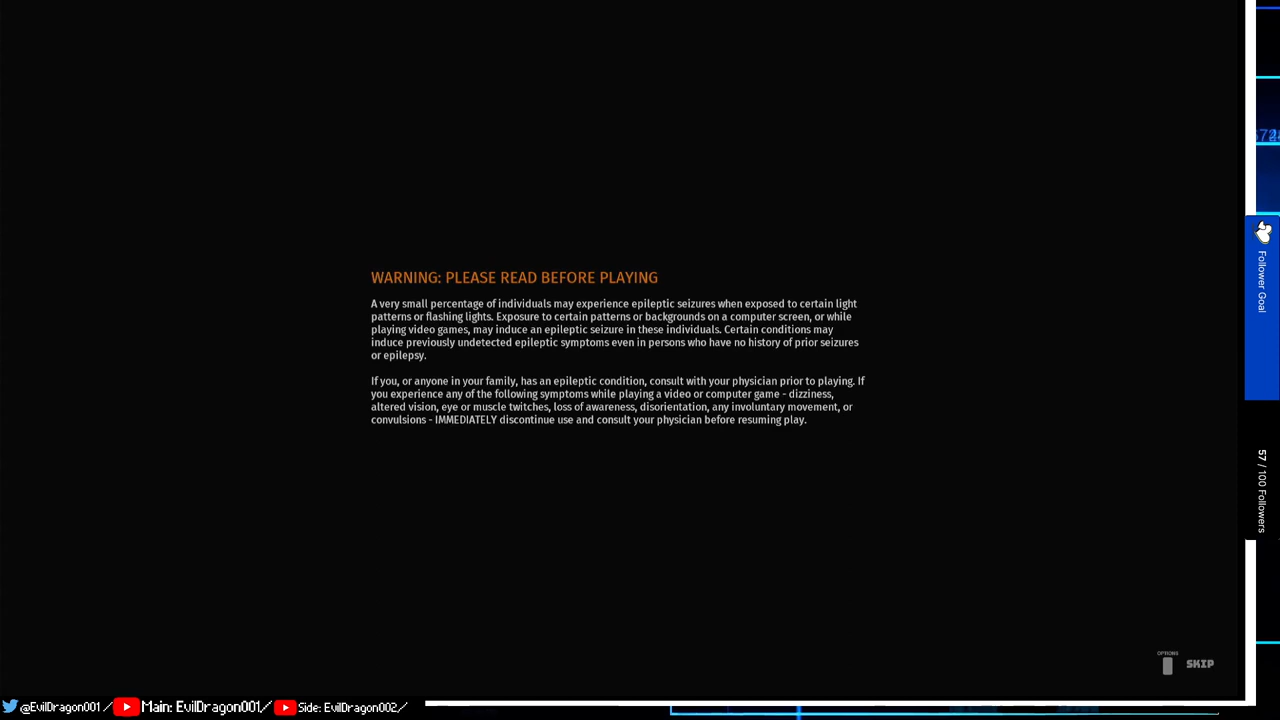 WARNING: PLEASE READ BEFORE PLAYING
A very small percentage of individuals may experience epileptic seizures when exposed to certain light
patterns or flashing lights. Exposure to certain patterns or backgrounds on a computer screen, or while
playing video games, may induce an epileptic seizure in these individuals. Certain conditions may
induce previously undetected epileptic symptoms even in persons who have no history of prior seizures
or epilepsy.
If you, or anyone in your family, has an epileptic condition, consult with your physician prior to playing. If
you experience any of the following symptoms while playing a video or computer game - dizziness,
altered vision, eye or muscle twitches, loss of awareness, disorientation, any involuntary movement, or
convulsions - IMMEDIATELY discontinue use and consult your physician before resuming play.
Follower Goal
57 / 100 Followers
OPTIONS
SKIP
@EvilDragon001 / Main: EvilDragon001/ Side: EvilDragon002/